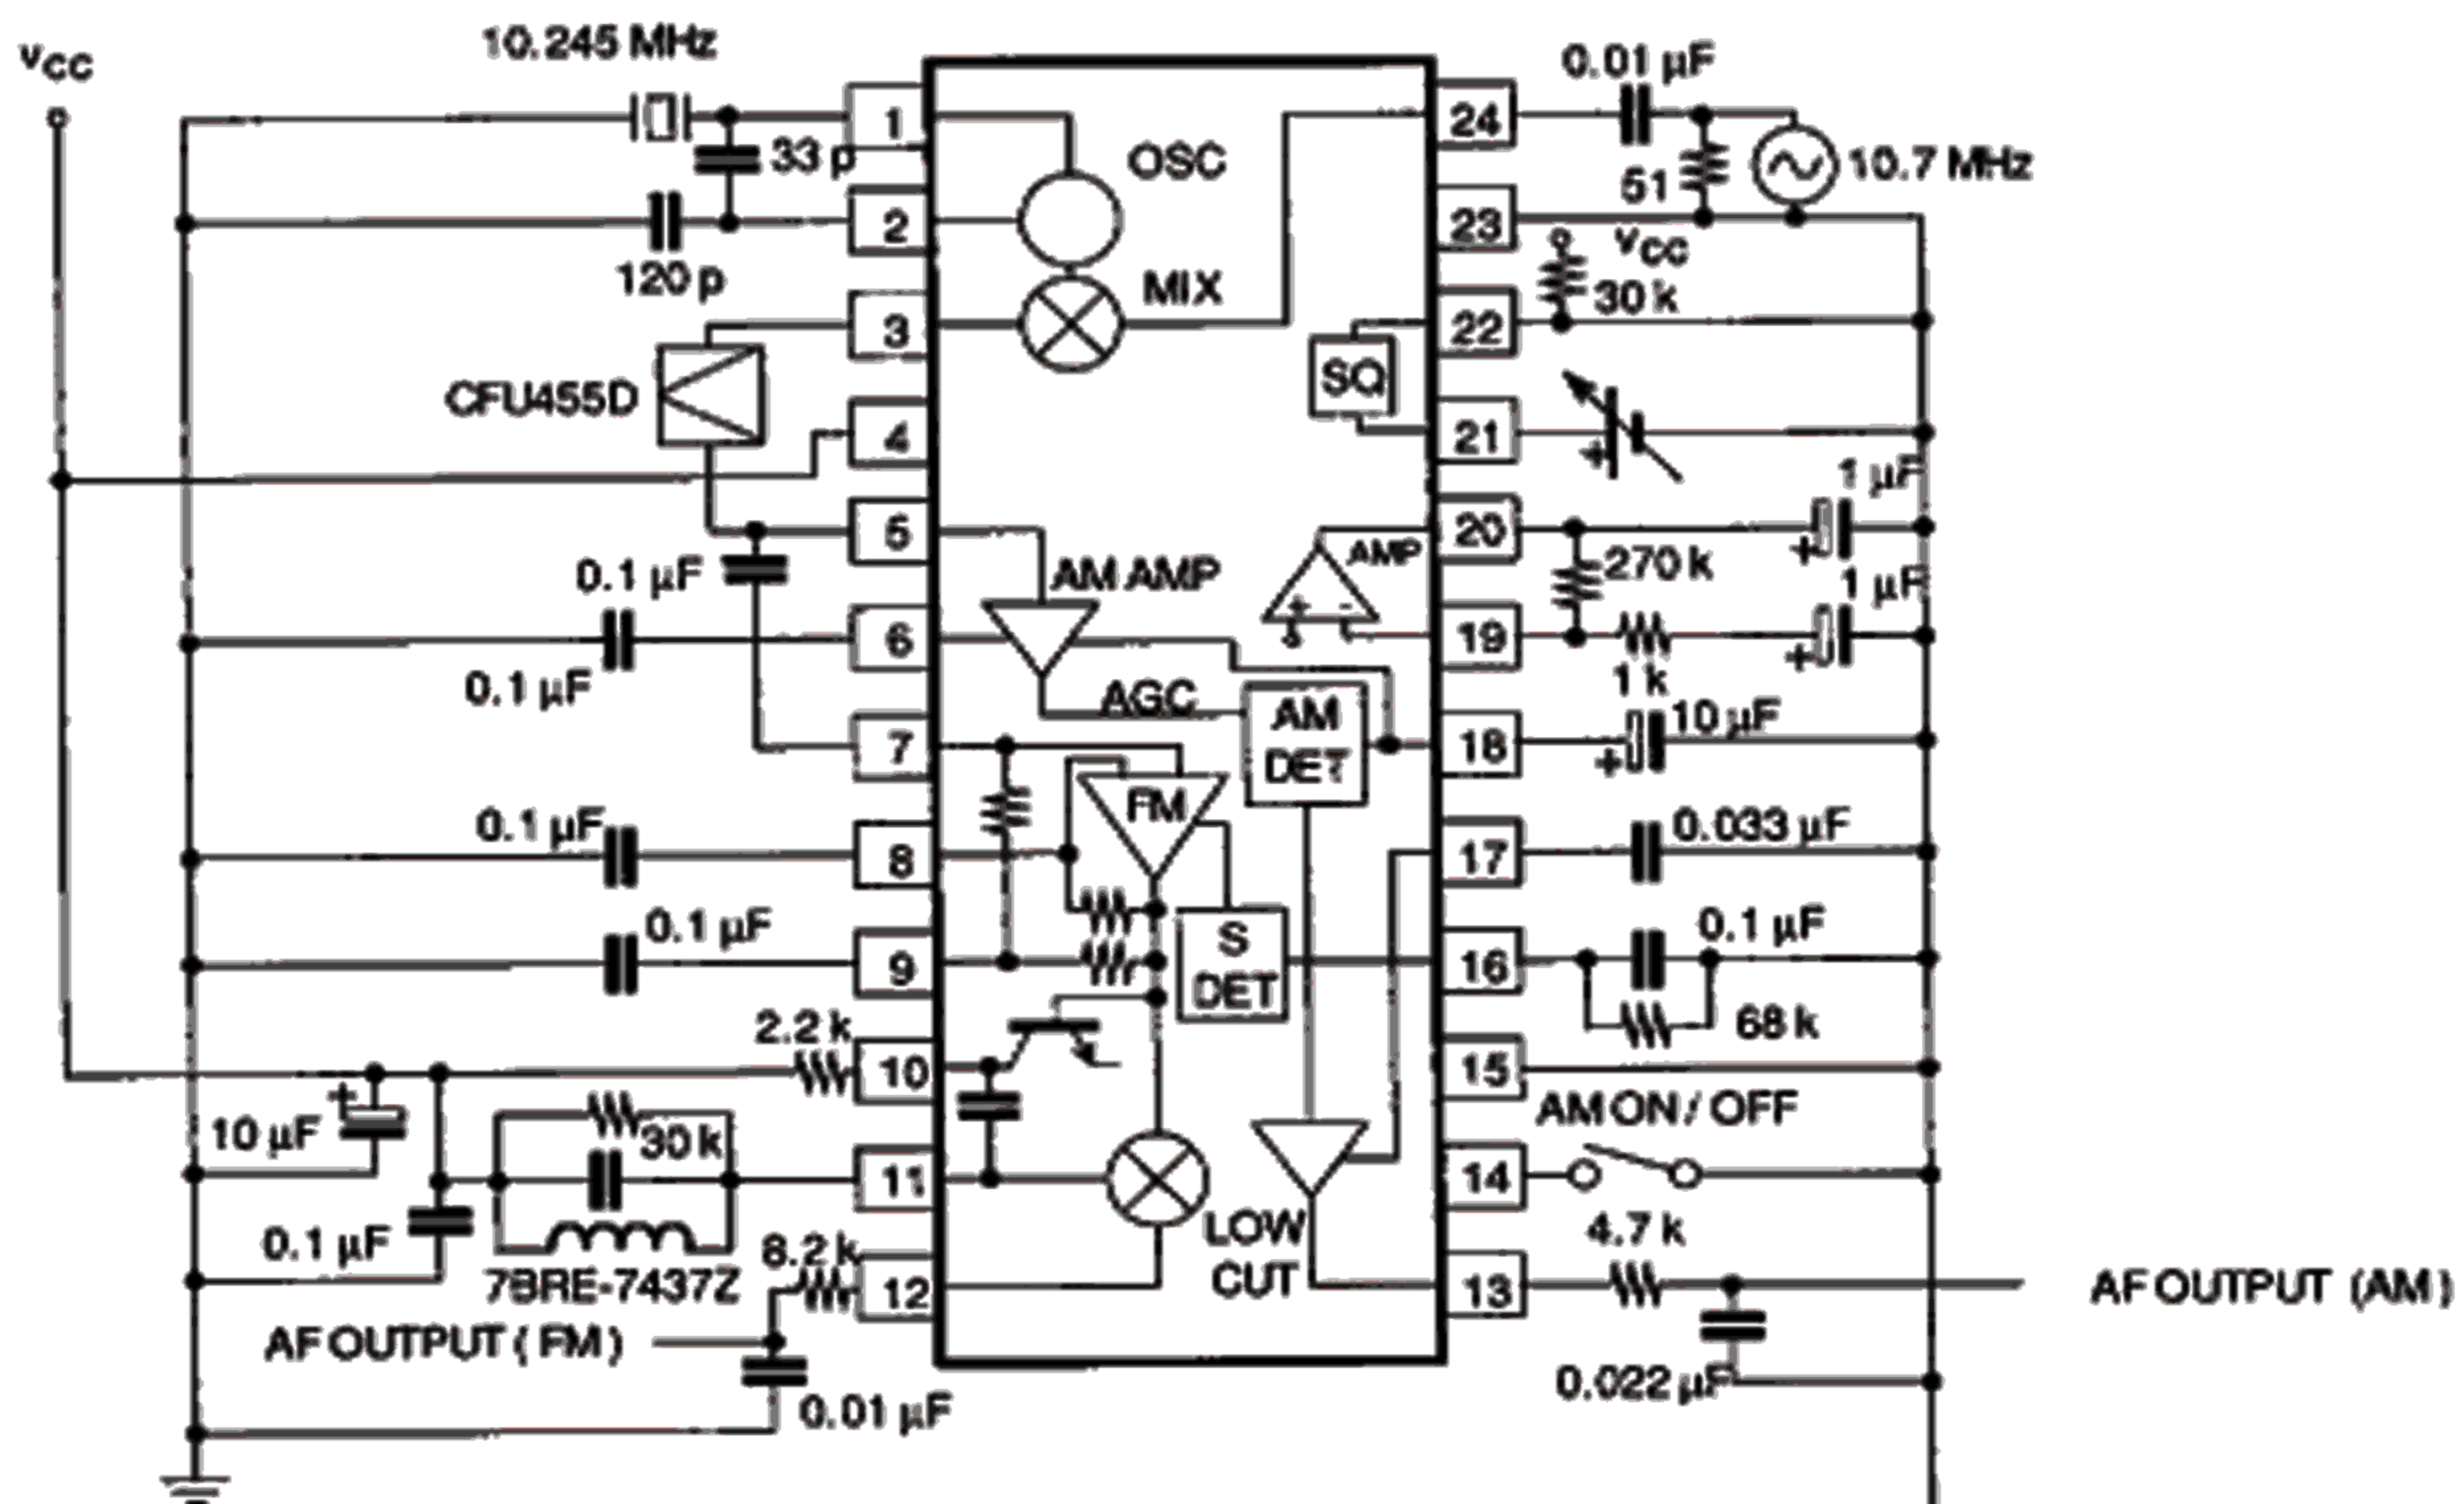 VCC
10.245 MHz
33 p
120 p
CFU455D
0.1 µF
0.1 µF
0.1 µF
0.1 µF
2.2 k
+
10 µF
30 k
0.1 µF
7BRE-7437Z
8.2 k
AF OUTPUT ( FM )
0.01 µF
1
2
3
4
5
6
7
8
9
10
11
12
OSC
MIX
SQ
AM AMP
AMP
+ -
AGC
AM
DET
FM
S
DET
LOW
CUT
24
23
22
21
20
19
18
17
16
15
14
13
0.01 µF
51
10.7 MHz
VCC
30 k
+
1 µF
+
270 k
1 µF
+
1 k
10 µF
+
0.033 µF
0.1 µF
68 k
AM ON / OFF
4.7 k
AF OUTPUT (AM)
0.022 µF